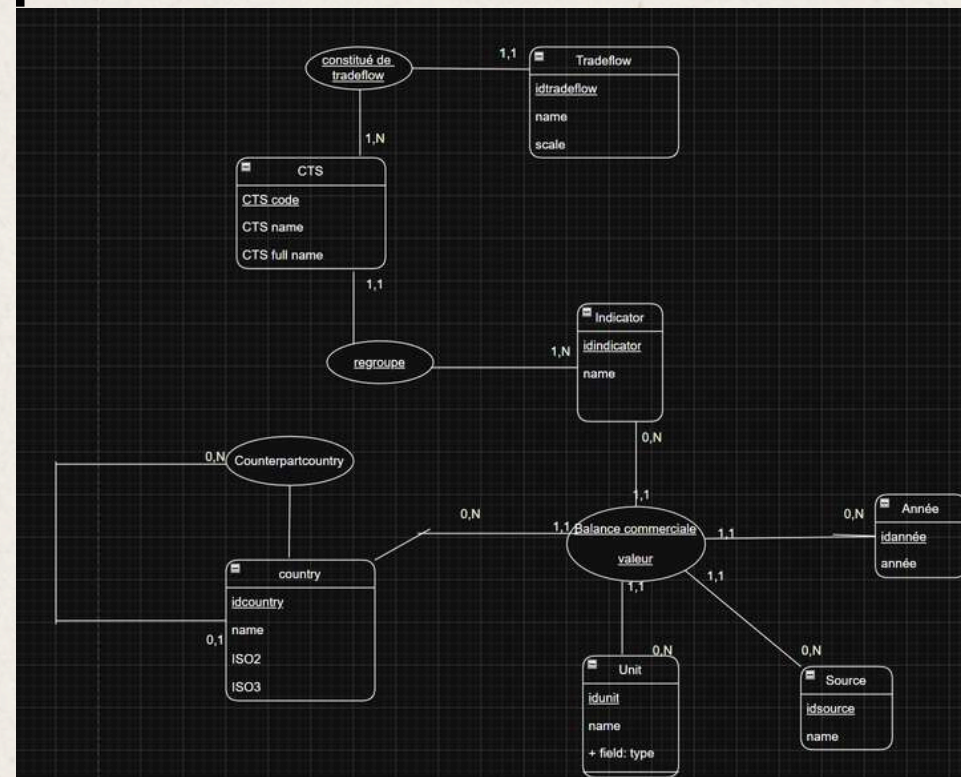 constitué de
tradeflow
1,1
Tradeflow
idtradeflow
name
scale
1,N
CTS
CTS code
CTS name
CTS full name
1,1
Indicator
idindicator
name
1,N
regroupe
0,N
0,N
Counterpartcountry
1,1
0,N
1,1
Balance commerciale
valeur
1,1
0,N
Année
idannée
année
country
idcountry
name
ISO2
ISO3
0,1
1,1
1,1
0,N
Unit
idunit
name
+ field: type
0,N
Source
idsource
name